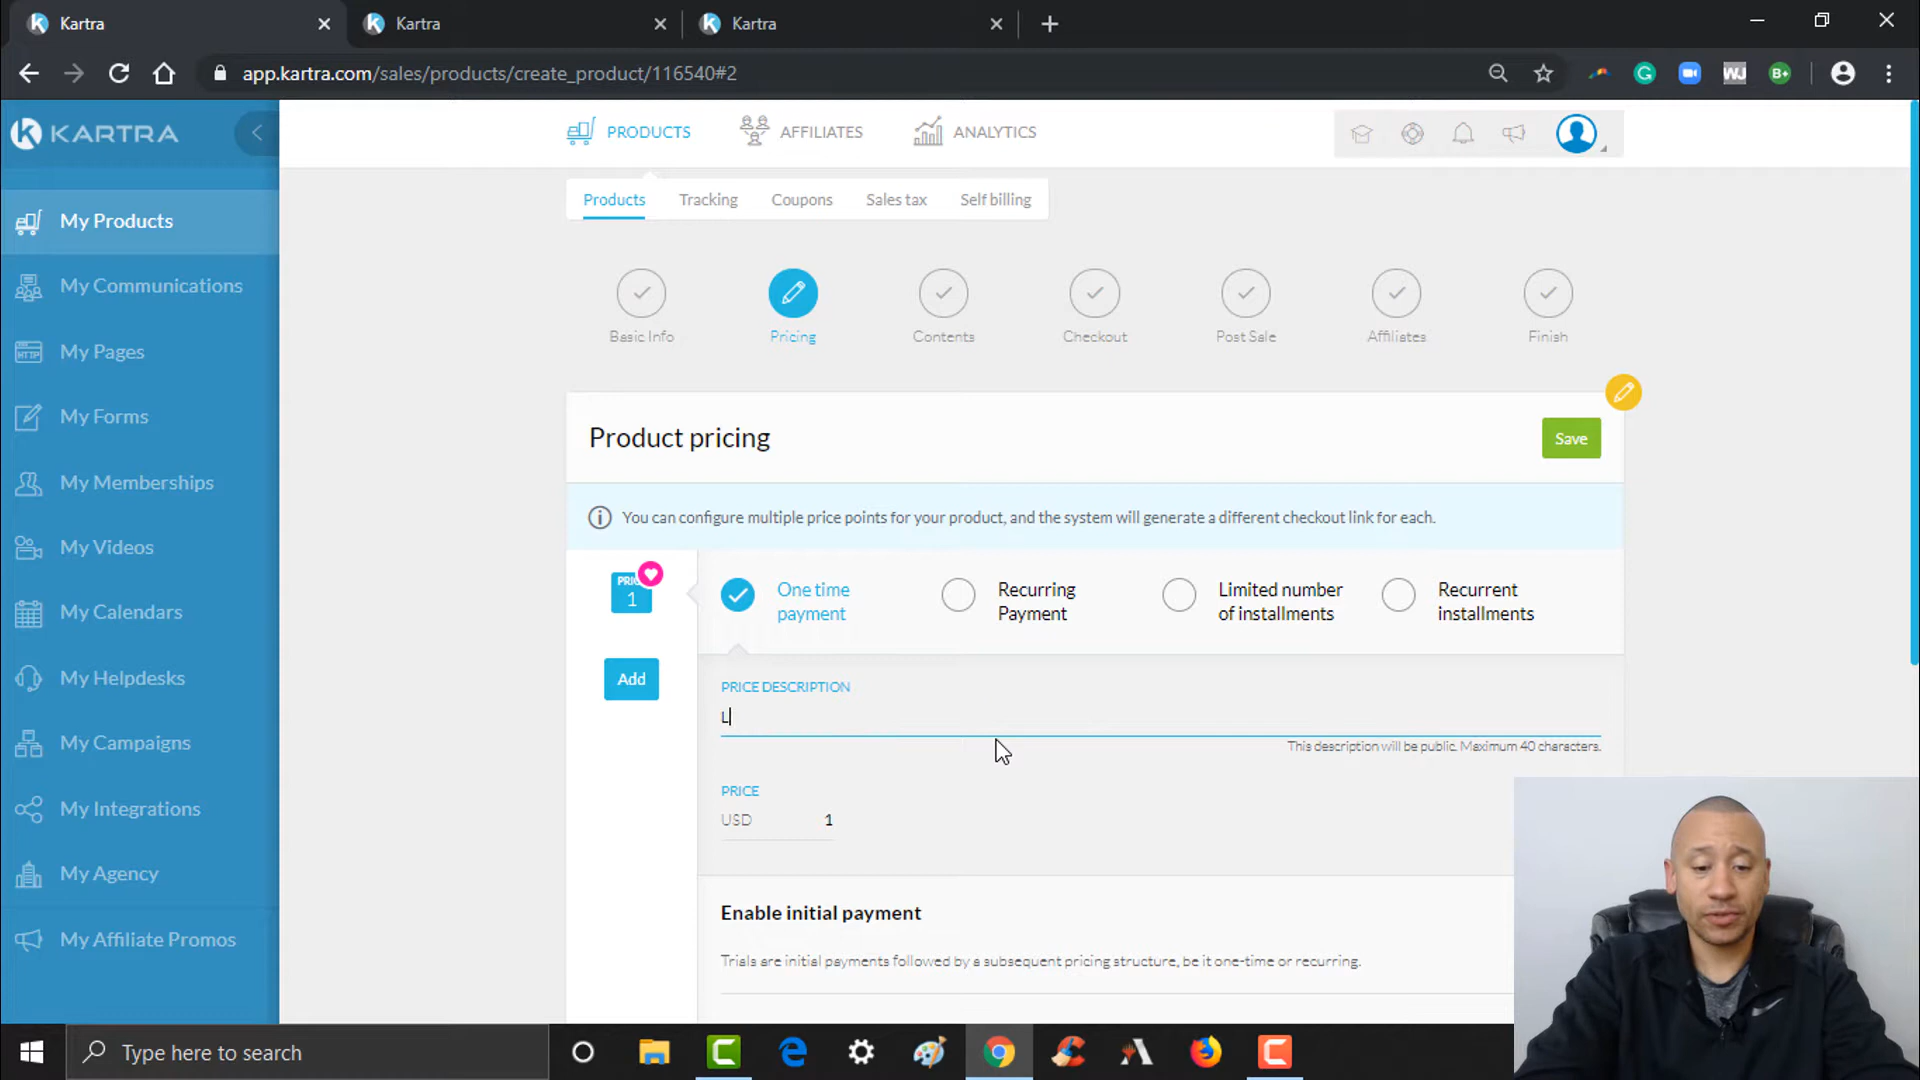 Kartra
Kartra
Kartra
app.kartra.com/sales/products/create_product/116540#2
WJ
B+
KARTRA
PRODUCTS
AFFILIATES
ANALYTICS
Products
Tracking
Coupons
Sales tax
Self billing
My Products
My Communications
My Pages
My Forms
My Memberships
My Videos
My Calendars
My Helpdesks
My Campaigns
My Integrations
My Agency
My Affiliate Promos
Basic Info
Pricing
Contents
Checkout
Post Sale
Affiliates
Finish
Product pricing
Save
You can configure multiple price points for your product, and the system will generate a different checkout link for each.
1
One time
payment
Recurring
Payment
Limited number
of installments
Recurrent
installments
Add
PRICE DESCRIPTION
L
This description will be public. Maximum 40 characters.
PRICE
USD 1
Enable initial payment
Trials are initial payments followed by a subsequent pricing structure, be it one-time or recurring.
Type here to search